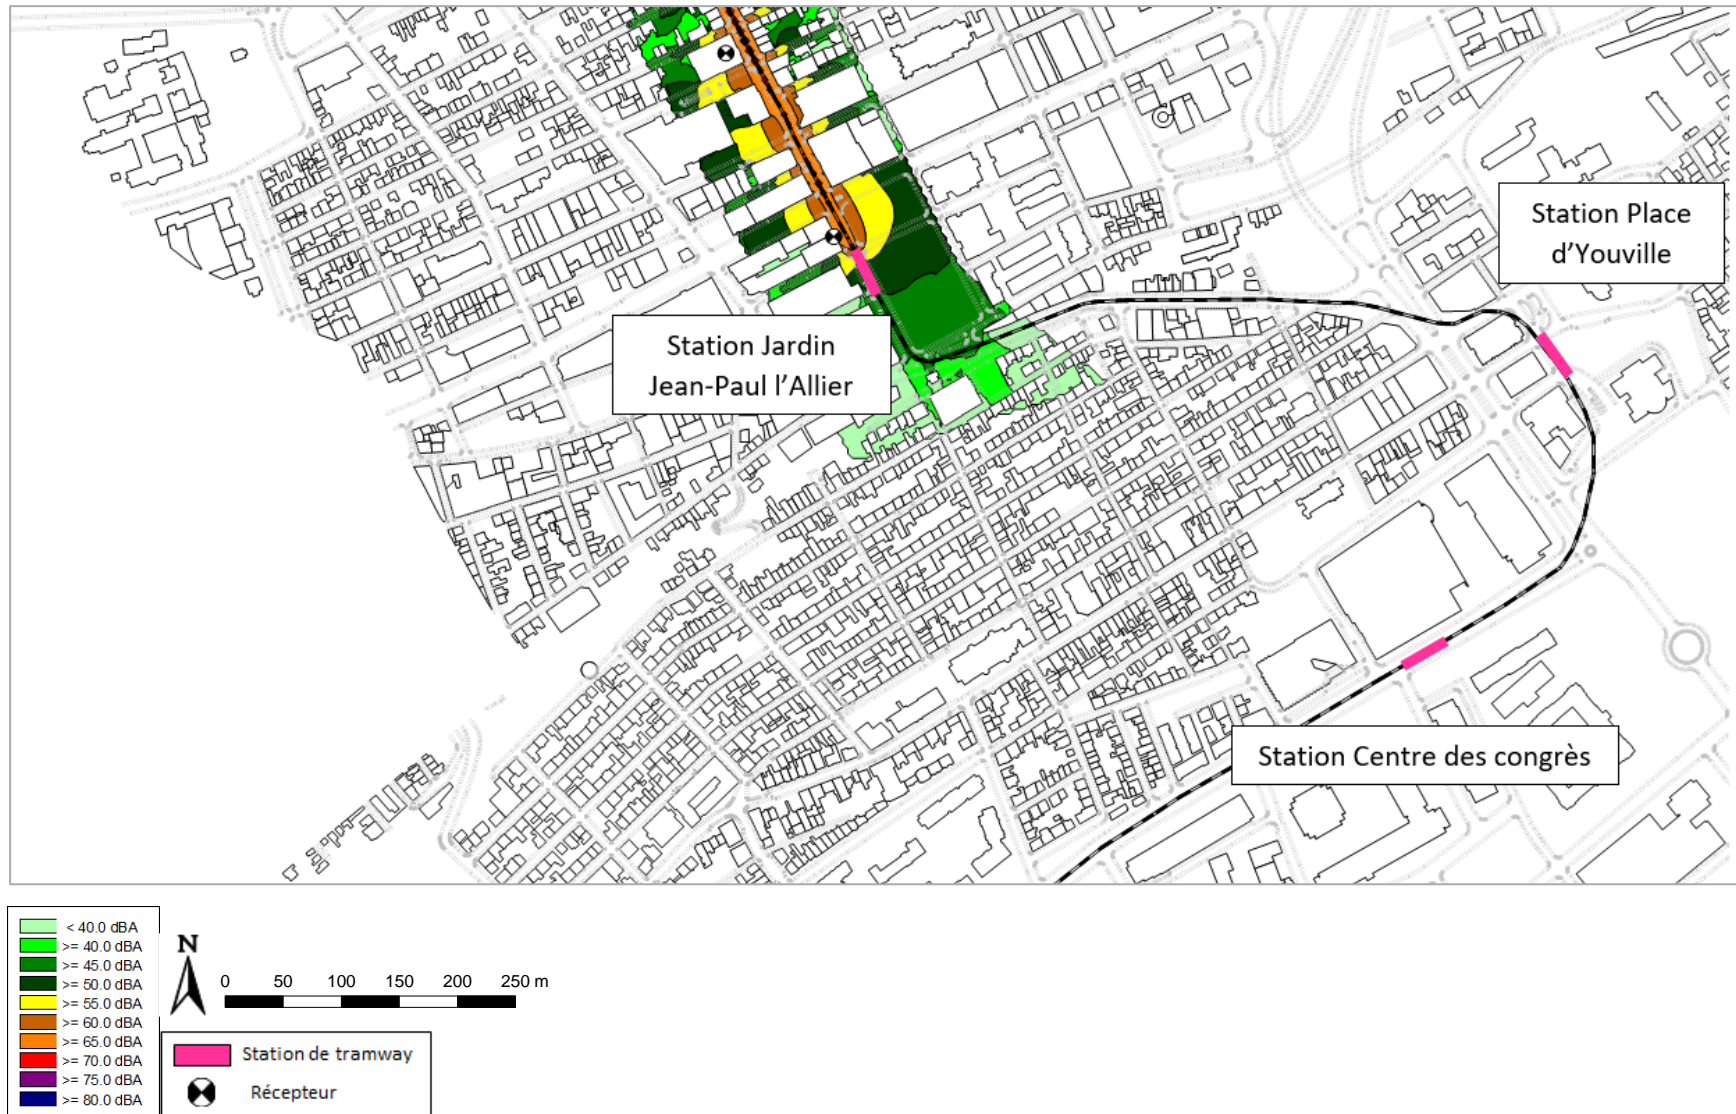 Station Place
d'Youville
Station Jardin
Jean-Paul l'Allier
Station Centre des congrès
< 40.0 dBA
>= 40.0 dBA
>= 45.0 dBA
>= 50.0 dBA
>= 55.0 dBA
>= 60.0 dBA
>= 65.0 dBA
>= 70.0 dBA
>= 75.0 dBA
>= 80.0 dBA
N
0 50 100 150 200 250 m
Station de tramway
Récepteur